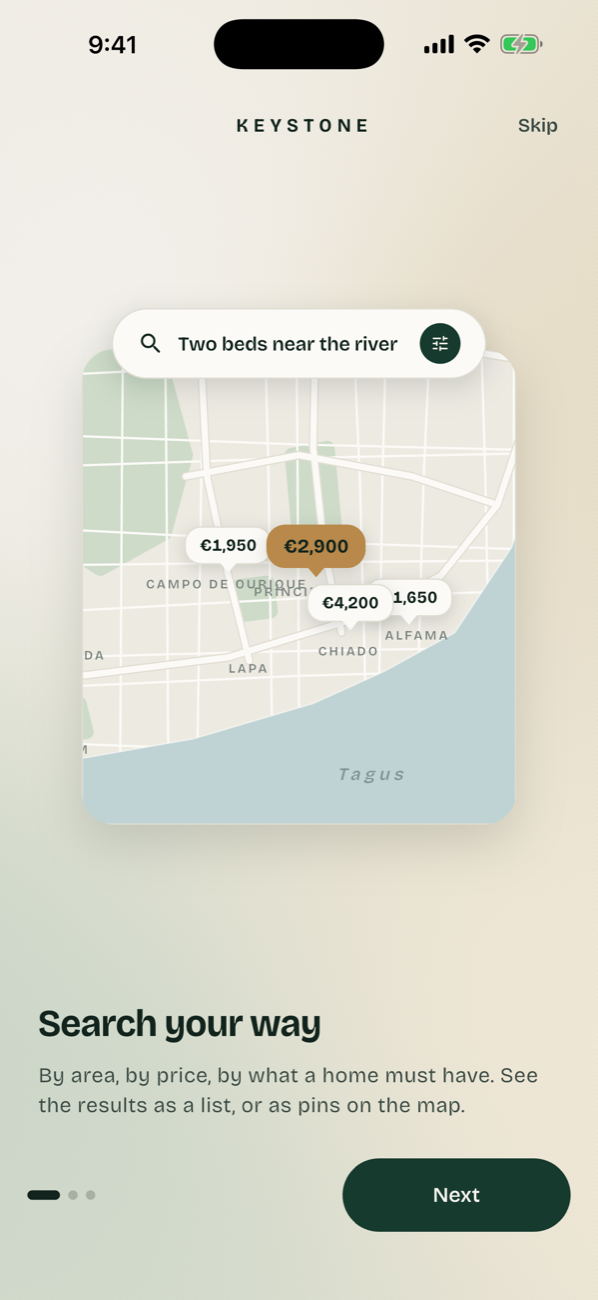 9:41
KEYSTONE
Skip
Two beds near the river
€1,950
€2,900
CAMPO DE OURIQUE
€4,200
1,650
ALFAMA
CHIADO
DA
LAPA
Tagus
Search your way
By area, by price, by what a home must have. See
the results as a list, or as pins on the map.
Next